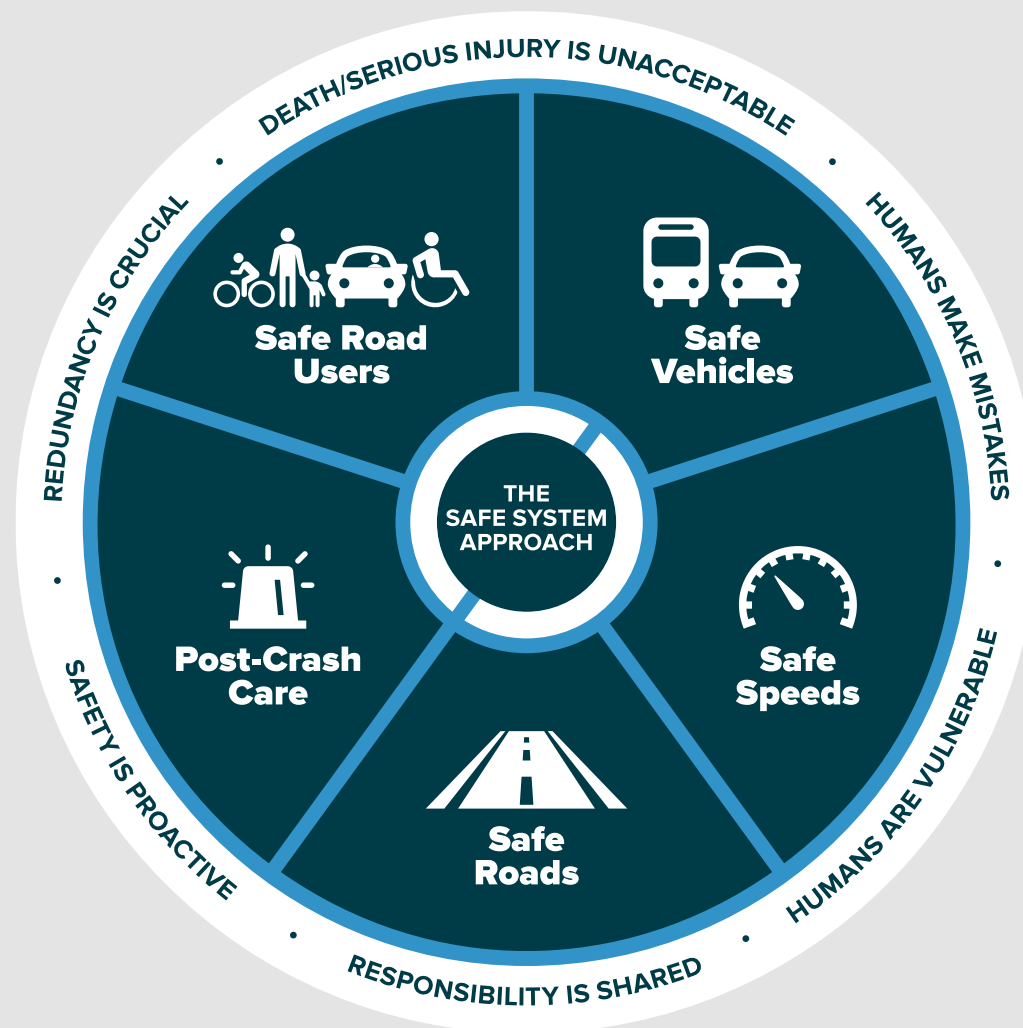 DEATH/SERIOUS INJURY IS UNACCEPTABLE
HUMANS MAKE MISTAKES
HUMANS ARE VULNERABLE
RESPONSIBILITY IS SHARED
SAFETY IS PROACTIVE
REDUNDANCY IS CRUCIAL
Safe Road
Users
Safe
Vehicles
THE
SAFE SYSTEM
APPROACH
Post-Crash
Care
Safe
Speeds
Safe
Roads